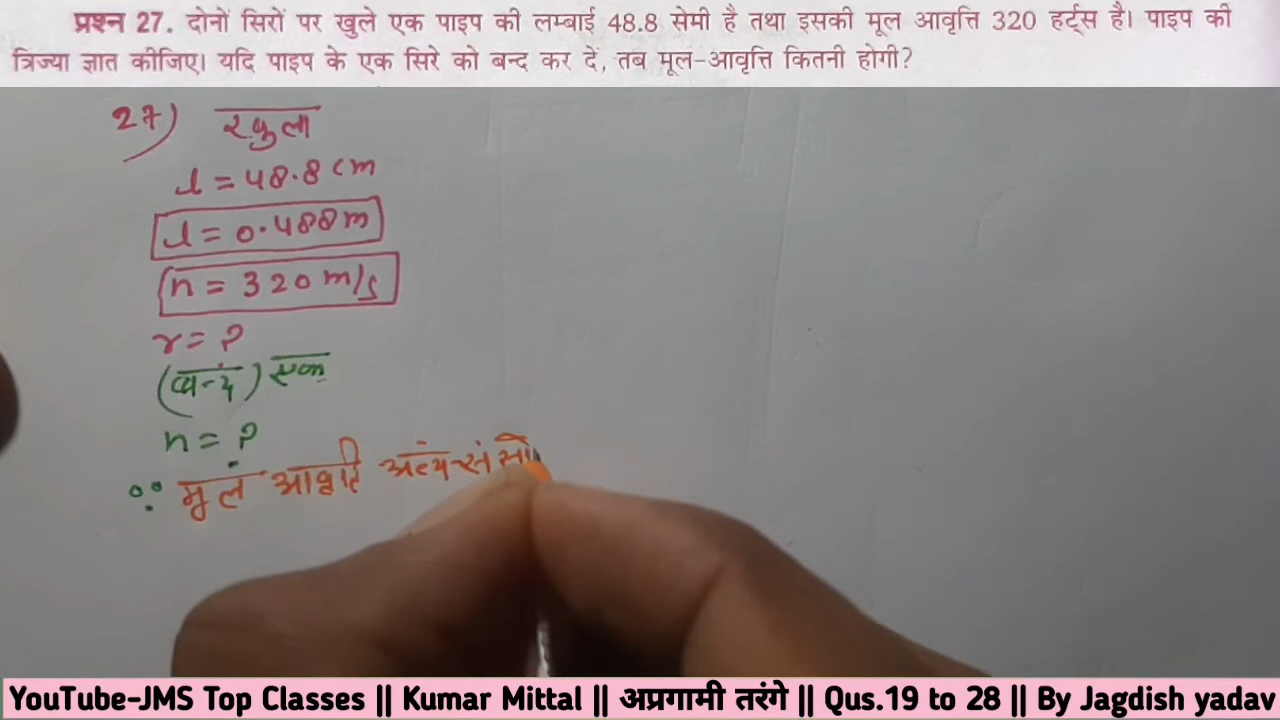 प्रश्न 27. दोनों सिरों पर खुले एक पाइप की लम्बाई 48.8 सेमी है तथा इसकी मूल आवृत्ति 320 हर्ट्स है। पाइप की
त्रिज्या ज्ञात कीजिए। यदि पाइप के एक सिरे को बन्द कर दें, तब मूल-आवृत्ति कितनी होगी?
27) खुला
l = 48.8 cm
l = 0.488 m
n = 320 m/s
r = ?
(बन्द) एक
n = ?
∵ मूल आवृति अन्त्य संसो
YouTube-JMS Top Classes || Kumar Mittal || अप्रगामी तरंगे || Qus.19 to 28 || By Jagdish yadav